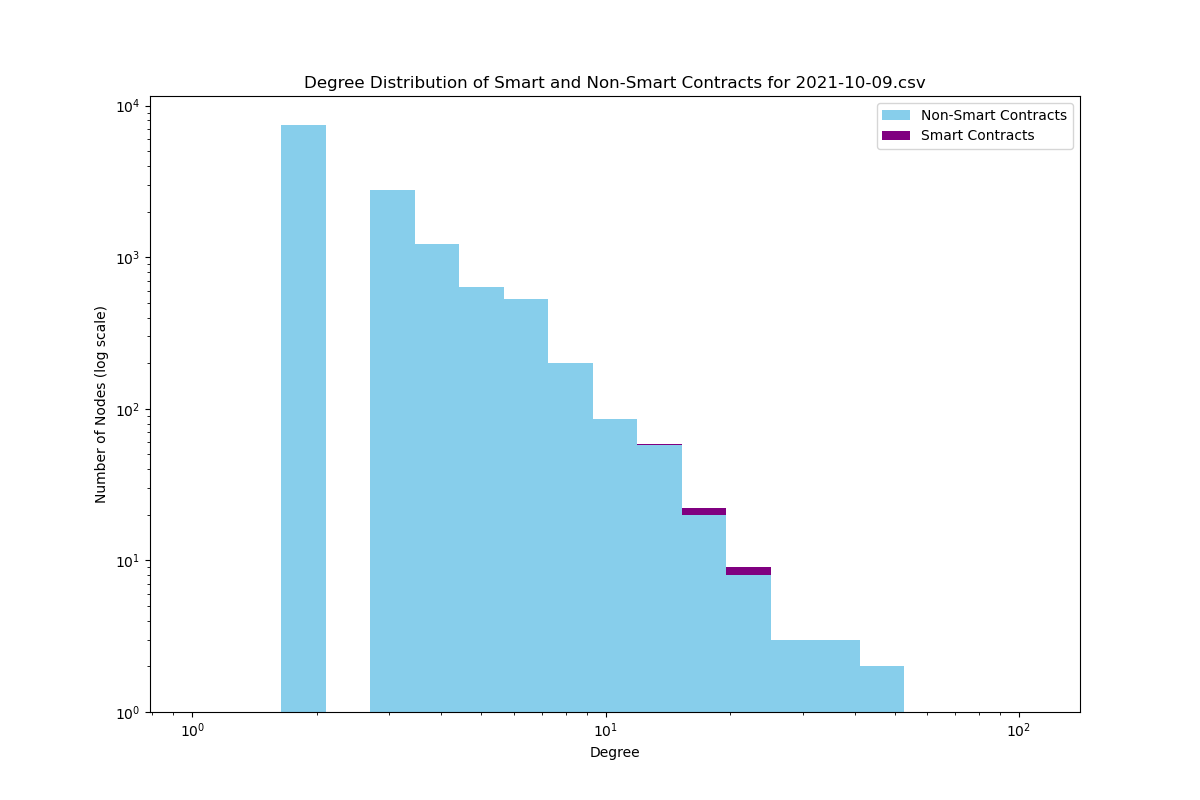 Degree Distribution of Smart and Non-Smart Contracts for 2021-10-09.csv
Non-Smart Contracts
Smart Contracts
Number of Nodes (log scale)
10⁴
10³
10²
10¹
10⁰
10⁰ 10¹ 10²
Degree